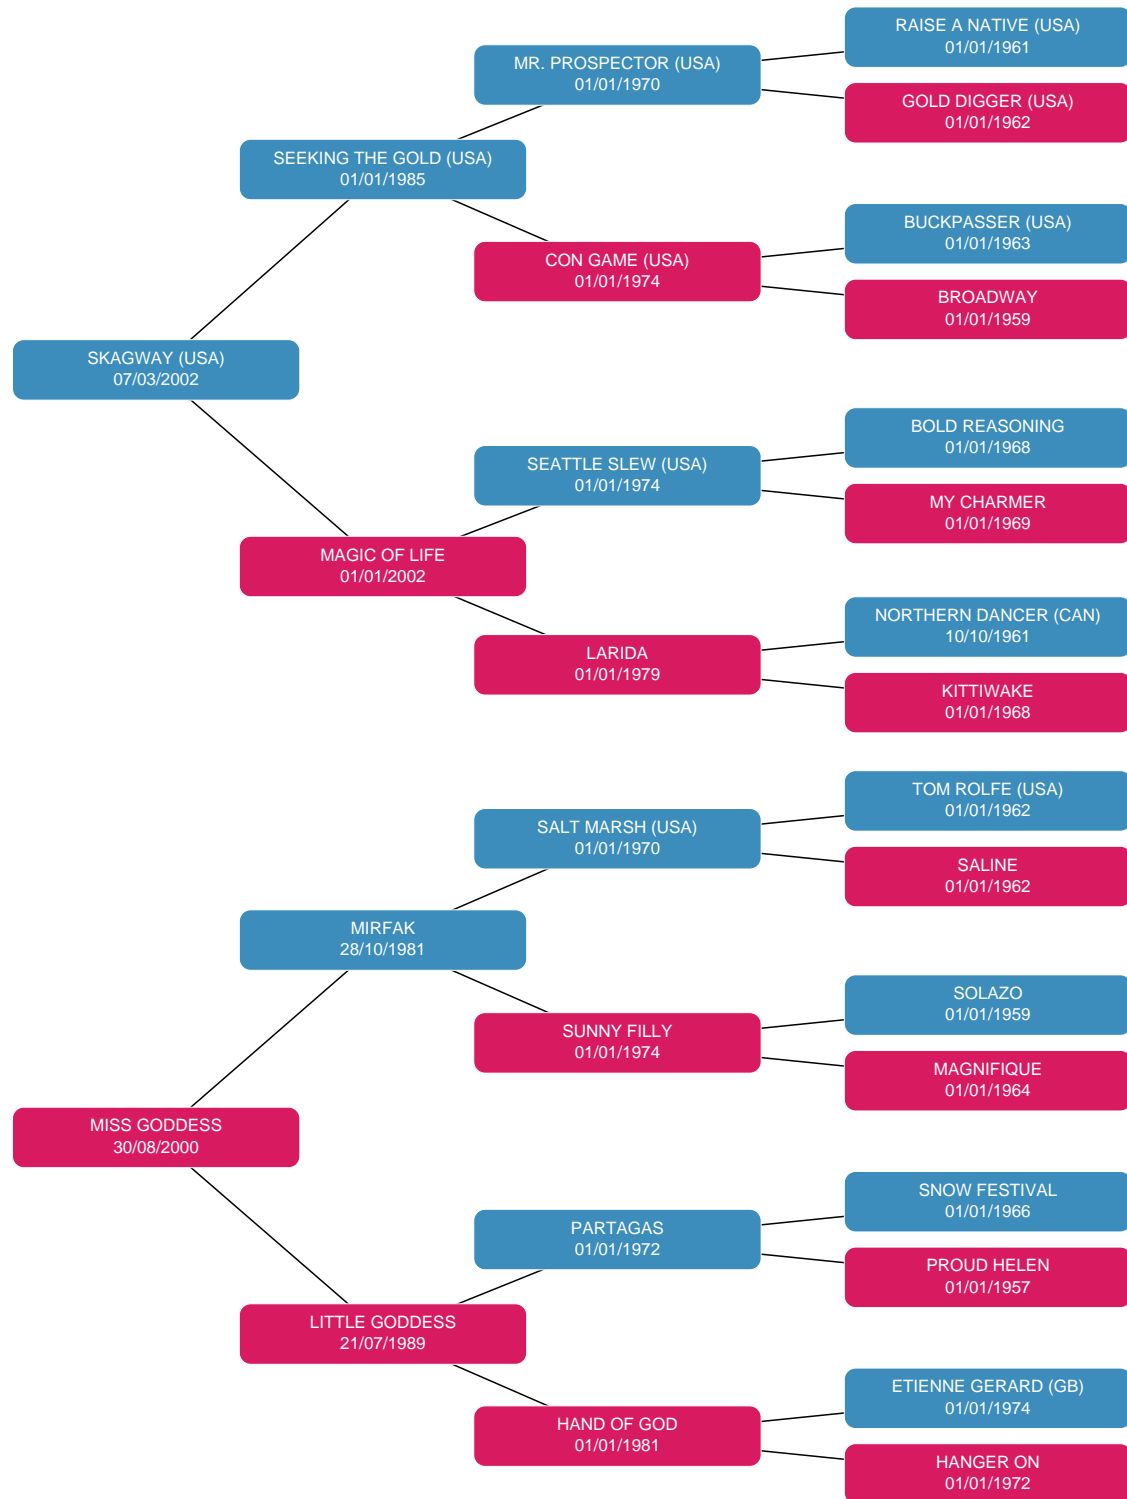 RAISE A NATIVE (USA)
01/01/1961
MR. PROSPECTOR (USA)
01/01/1970
GOLD DIGGER (USA)
01/01/1962
SEEKING THE GOLD (USA)
01/01/1985
BUCKPASSER (USA)
01/01/1963
CON GAME (USA)
01/01/1974
BROADWAY
01/01/1959
SKAGWAY (USA)
07/03/2002
BOLD REASONING
01/01/1968
SEATTLE SLEW (USA)
01/01/1974
MY CHARMER
01/01/1969
MAGIC OF LIFE
01/01/2002
NORTHERN DANCER (CAN)
10/10/1961
LARIDA
01/01/1979
KITTIWAKE
01/01/1968
TOM ROLFE (USA)
01/01/1962
SALT MARSH (USA)
01/01/1970
SALINE
01/01/1962
MIRFAK
28/10/1981
SOLAZO
01/01/1959
SUNNY FILLY
01/01/1974
MAGNIFIQUE
01/01/1964
MISS GODDESS
30/08/2000
SNOW FESTIVAL
01/01/1966
PARTAGAS
01/01/1972
PROUD HELEN
01/01/1957
LITTLE GODDESS
21/07/1989
ETIENNE GERARD (GB)
01/01/1974
HAND OF GOD
01/01/1981
HANGER ON
01/01/1972